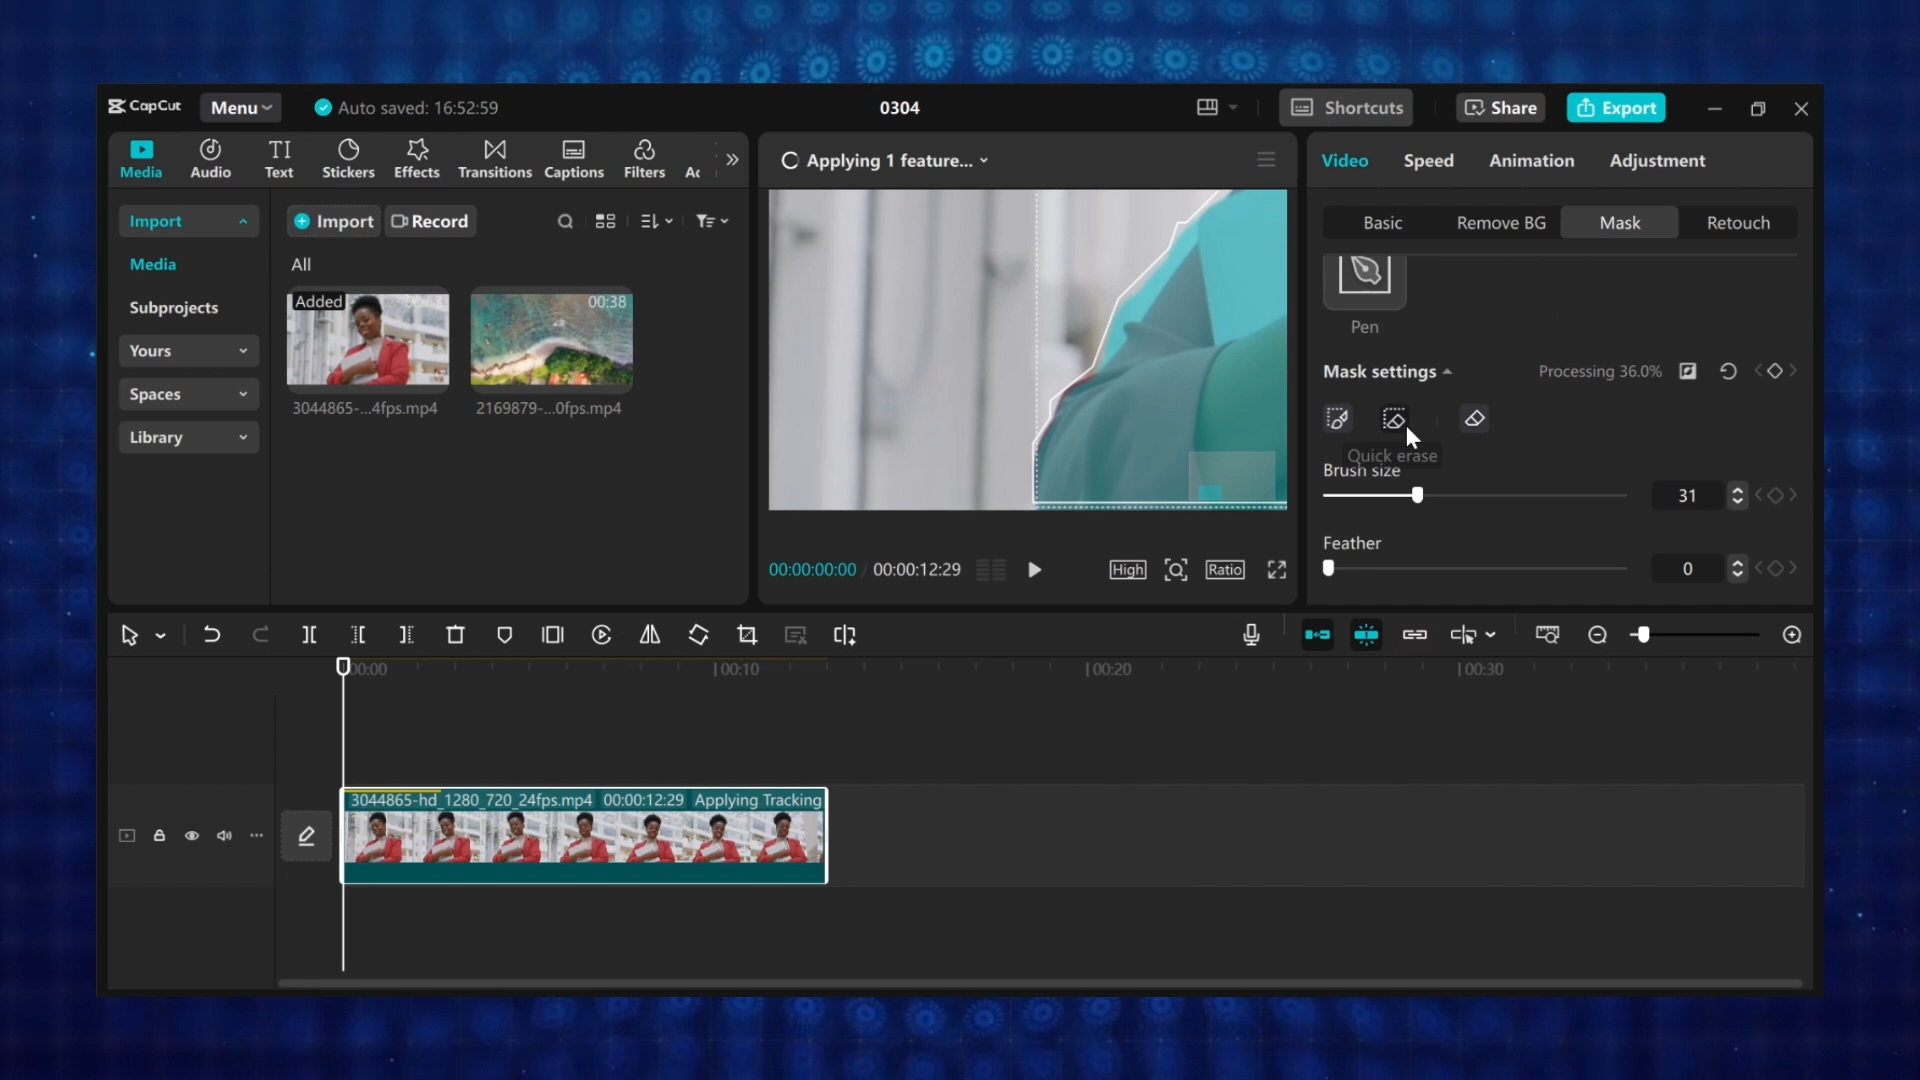 CapCut
Menu
Auto saved: 16:52:59
0304
Shortcuts
Share
Export
Media
Audio
TI
Text
Stickers
Effects
Transitions
Captions
Filters
Ac
Applying 1 feature...
Video
Speed
Animation
Adjustment
Import
Import
Record
Basic
Remove BG
Mask
Retouch
Media
All
Subprojects
Added
00:38
3044865-...4fps.mp4
2169879-...0fps.mp4
Yours
Spaces
Library
Pen
Mask settings
Processing 36.0%
Quick erase
Brush size
31
Feather
0
00:00:00:00 / 00:00:12:29
High
Ratio
00:00
00:10
00:20
00:30
3044865-hd_1280_720_24fps.mp4 00:00:12:29 Applying Tracking